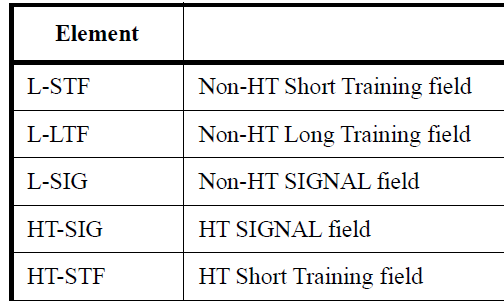 Element
L-STF Non-HT Short Training field
L-LTF Non-HT Long Training field
L-SIG Non-HT SIGNAL field
HT-SIG HT SIGNAL field
HT-STF HT Short Training field